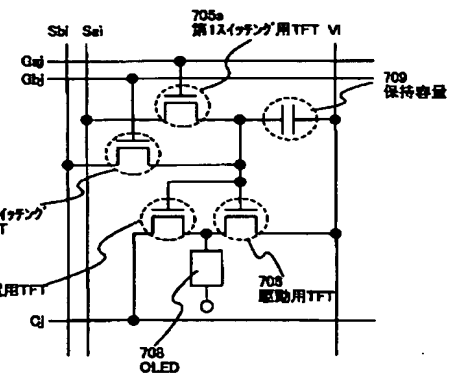 705a
第1スイッチング用TFT
Sbi Sai
VI
Gaj
Gbj
709
保持容量
イッチング
T
用TFT
705
駆動用TFT
Cj
708
OLED